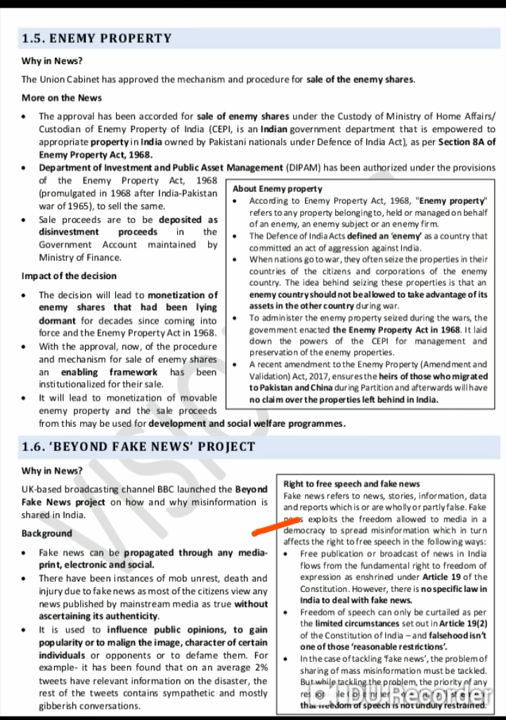 1.5. ENEMY PROPERTY
Why in News?
The Union Cabinet has approved the mechanism and procedure for sale of the enemy shares.
More on the News
• The approval has been accorded for sale of enemy shares under the Custody of Ministry of Home Affairs/
Custodian of Enemy Property of India (CEPI, is an Indian government department that is empowered to
appropriate property in India owned by Pakistani nationals under Defence of India Act), as per Section 8A of
Enemy Property Act, 1968.
• Department of Investment and Public Asset Management (DIPAM) has been authorized under the provisions
of the Enemy Property Act, 1968
(promulgated in 1968 after India-Pakistan
war of 1965), to sell the same.
• Sale proceeds are to be deposited as
disinvestment proceeds in the
Government Account maintained by
Ministry of Finance.
Impact of the decision
• The decision will lead to monetization of
enemy shares that had been lying
dormant for decades since coming into
force and the Enemy Property Act in 1968.
• With the approval, now, of the procedure
and mechanism for sale of enemy shares
an enabling framework has been
institutionalized for their sale.
• It will lead to monetization of movable
enemy property and the sale proceeds
from this may be used for development and social welfare programmes.
About Enemy property
• According to Enemy Property Act, 1968, "Enemy property"
refers to any property belonging to, held or managed on behalf
of an enemy, an enemy subject or an enemy firm.
• The Defence of India Acts defined an 'enemy' as a country that
committed an act of aggression against India.
• When nations go to war, they often seize the properties in their
countries of the citizens and corporations of the enemy
country. The idea behind seizing these properties is that an
enemy country should not be allowed to take advantage of its
assets in the other country during war.
• To administer the enemy property seized during the wars, the
government enacted the Enemy Property Act in 1968. It laid
down the powers of the CEPI for management and
preservation of the enemy properties.
• A recent amendment to the Enemy Property (Amendment and
Validation) Act, 2017, ensures the heirs of those who migrated
to Pakistan and China during Partition and afterwards will have
no claim over the properties left behind in India.
1.6. 'BEYOND FAKE NEWS' PROJECT
Why in News?
UK-based broadcasting channel BBC launched the Beyond
Fake News project on how and why misinformation is
shared in India.
Background
• Fake news can be propagated through any media-
print, electronic and social.
• There have been instances of mob unrest, death and
injury due to fake news as most of the citizens view any
news published by mainstream media as true without
ascertaining its authenticity.
• It is used to influence public opinions, to gain
popularity or to malign the image, character of certain
individuals or opponents or to defame them. For
example- it has been found that on an average 2%
tweets have relevant information on the disaster, the
rest of the tweets contains sympathetic and mostly
gibberish conversations.
Right to free speech and fake news
Fake news refers to news, stories, information, data
and reports which is or are wholly or partly false. Fake
news exploits the freedom allowed to media in a
democracy to spread misinformation which in turn
affects the right to free speech in the following ways:
• Free publication or broadcast of news in India
flows from the fundamental right to freedom of
expression as enshrined under Article 19 of the
Constitution. However, there is no specific law in
India to deal with fake news.
• Freedom of speech can only be curtailed as per
the limited circumstances set out in Article 19(2)
of the Constitution of India – and falsehood isn't
one of those 'reasonable restrictions'.
• In the case of tackling 'fake news', the problem of
sharing of mass misinformation must be tackled.
But while tackling the problem, the priority of any
that freedom of speech is not unduly restrained.
DU Recorder
VISIO